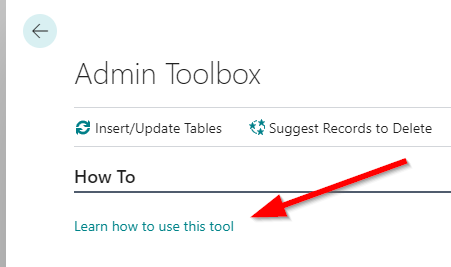 Admin Toolbox
Insert/Update Tables Suggest Records to Delete
How To
Learn how to use this tool